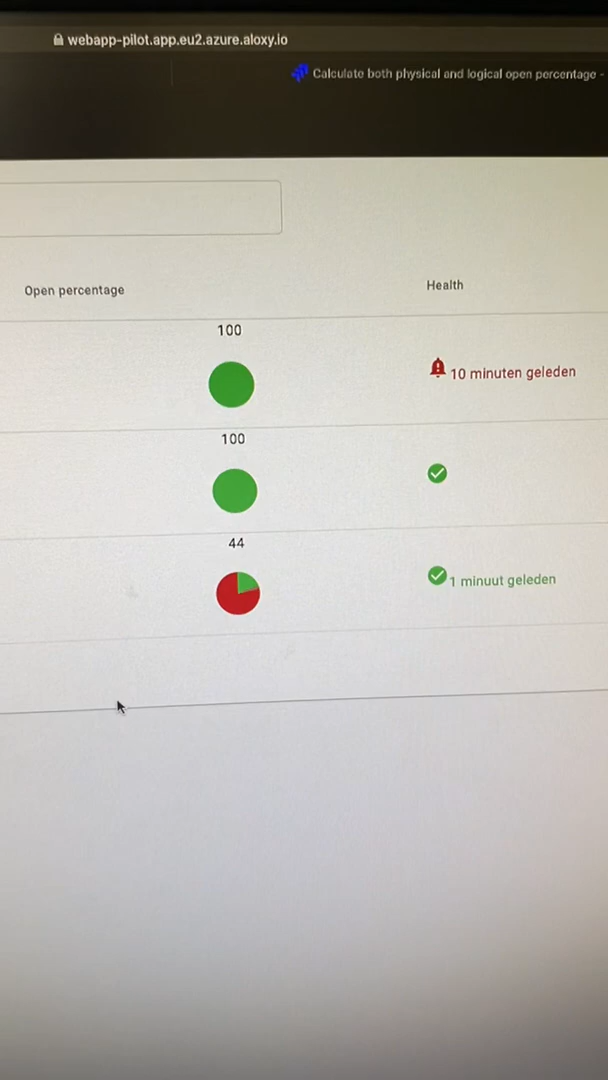 webapp-pilot.app.eu2.azure.aloxy.io
Calculate both physical and logical open percentage -
Open percentage
Health
100
10 minuten geleden
100
44
1 minuut geleden